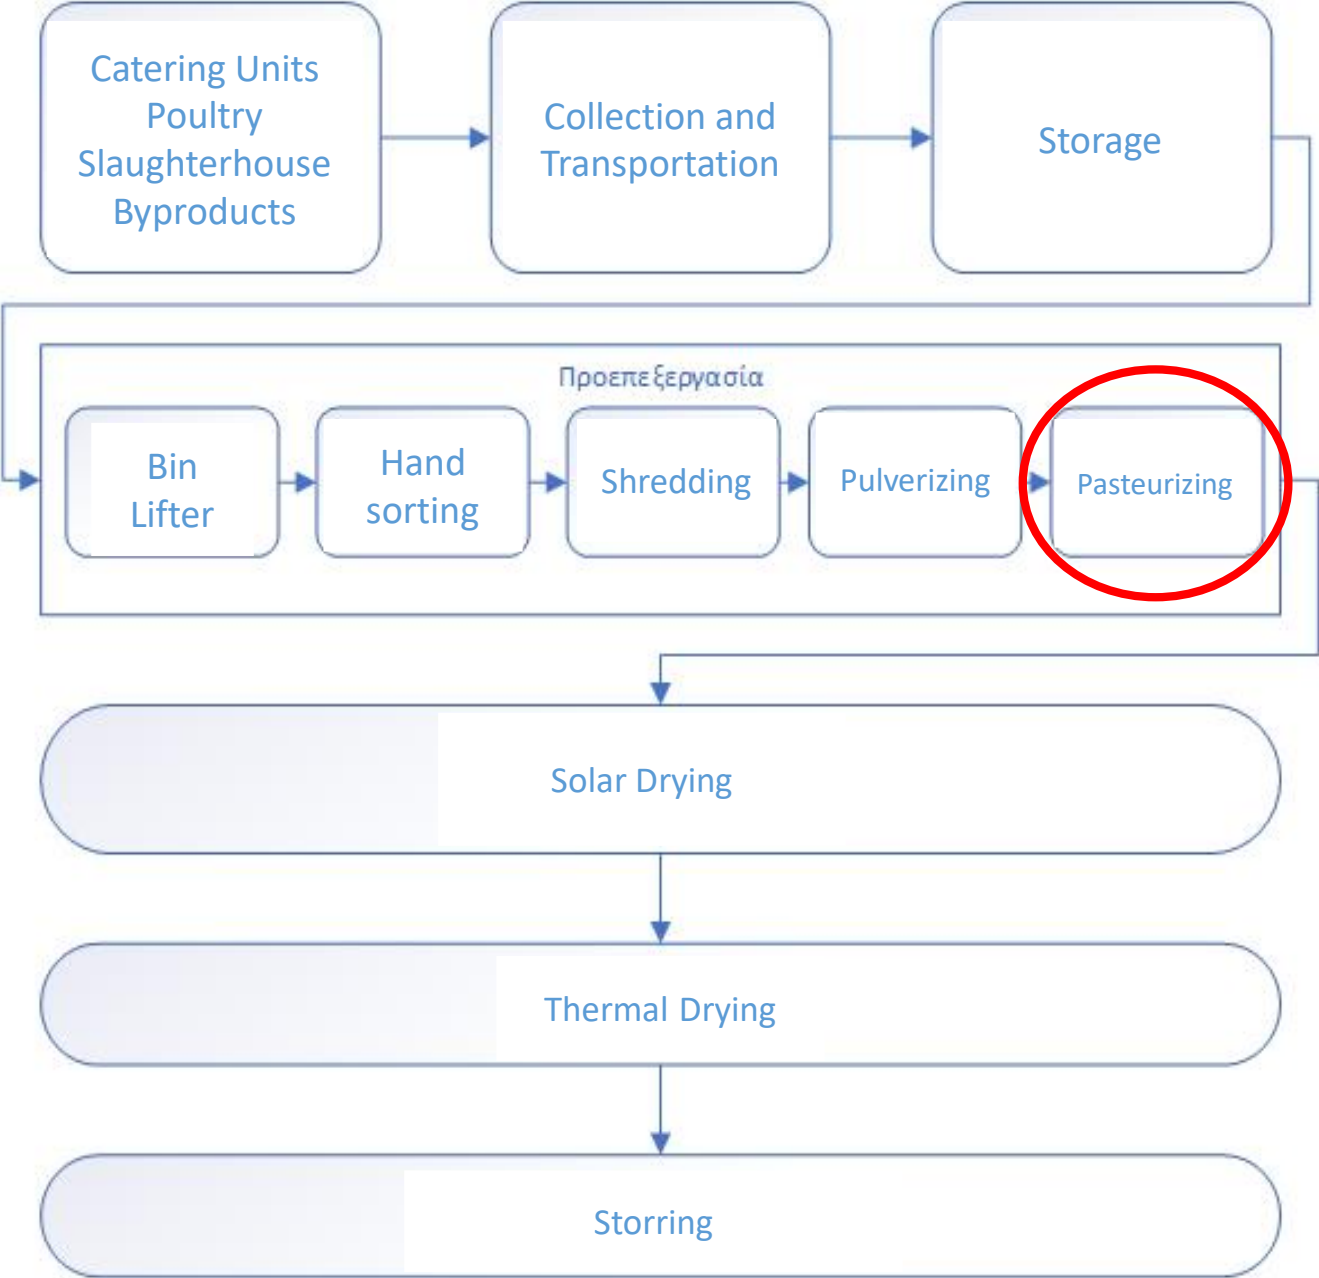 Catering Units
Poultry
Slaughterhouse
Byproducts
Collection and
Transportation
Storage
Προεπεξεργασία
Bin
Lifter
Hand
sorting
Shredding
Pulverizing
Pasteurizing
Solar Drying
Thermal Drying
Storring